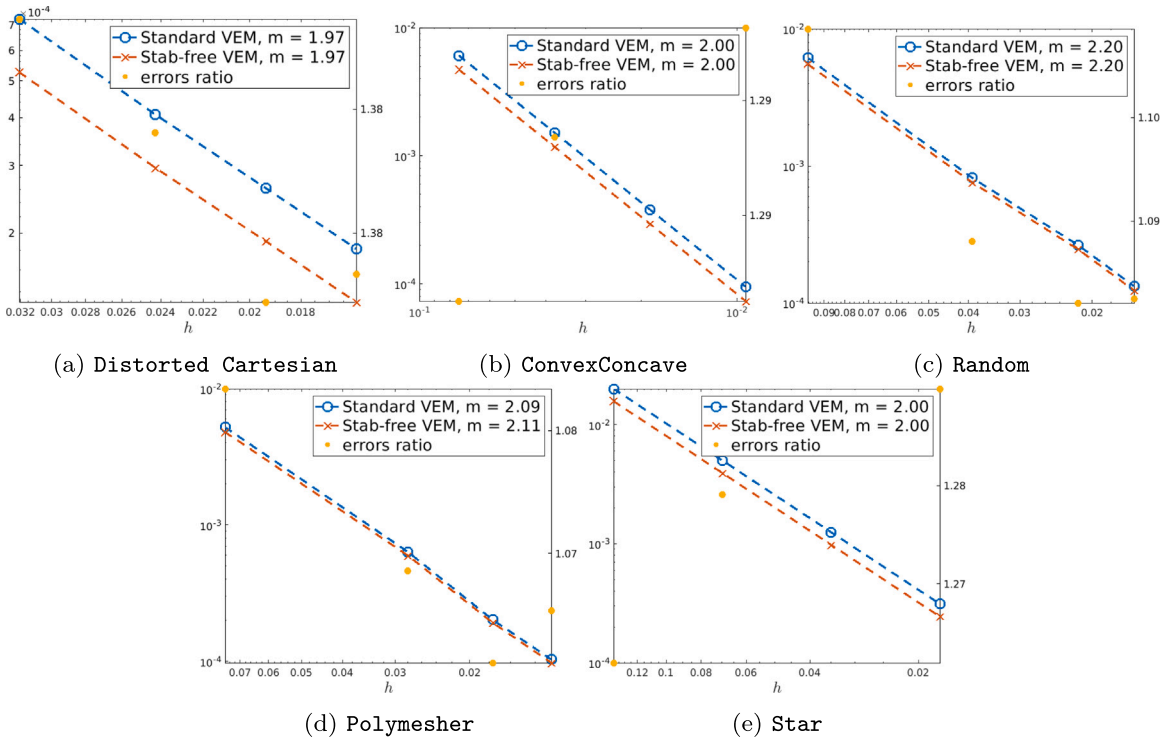 7 ×10⁻⁴
Standard VEM, m = 1.97
Stab-free VEM, m = 1.97
errors ratio
6
5
4
3
2
1.38
1.38
0.032 0.03 0.028 0.026 0.024 0.022 0.02 0.018
h
(a) Distorted Cartesian
10⁻²
10⁻³
10⁻⁴
Standard VEM, m = 2.00
Stab-free VEM, m = 2.00
errors ratio
1.29
1.29
10⁻¹ 10⁻²
h
(b) ConvexConcave
10⁻²
10⁻³
10⁻⁴
Standard VEM, m = 2.20
Stab-free VEM, m = 2.20
errors ratio
1.10
1.09
0.09 0.08 0.07 0.06 0.05 0.04 0.03 0.02
h
(c) Random
10⁻²
10⁻³
10⁻⁴
Standard VEM, m = 2.09
Stab-free VEM, m = 2.11
errors ratio
1.08
1.07
0.07 0.06 0.05 0.04 0.03 0.02
h
(d) Polymesher
10⁻²
10⁻³
10⁻⁴
Standard VEM, m = 2.00
Stab-free VEM, m = 2.00
errors ratio
1.28
1.27
0.12 0.1 0.08 0.06 0.04 0.02
h
(e) Star